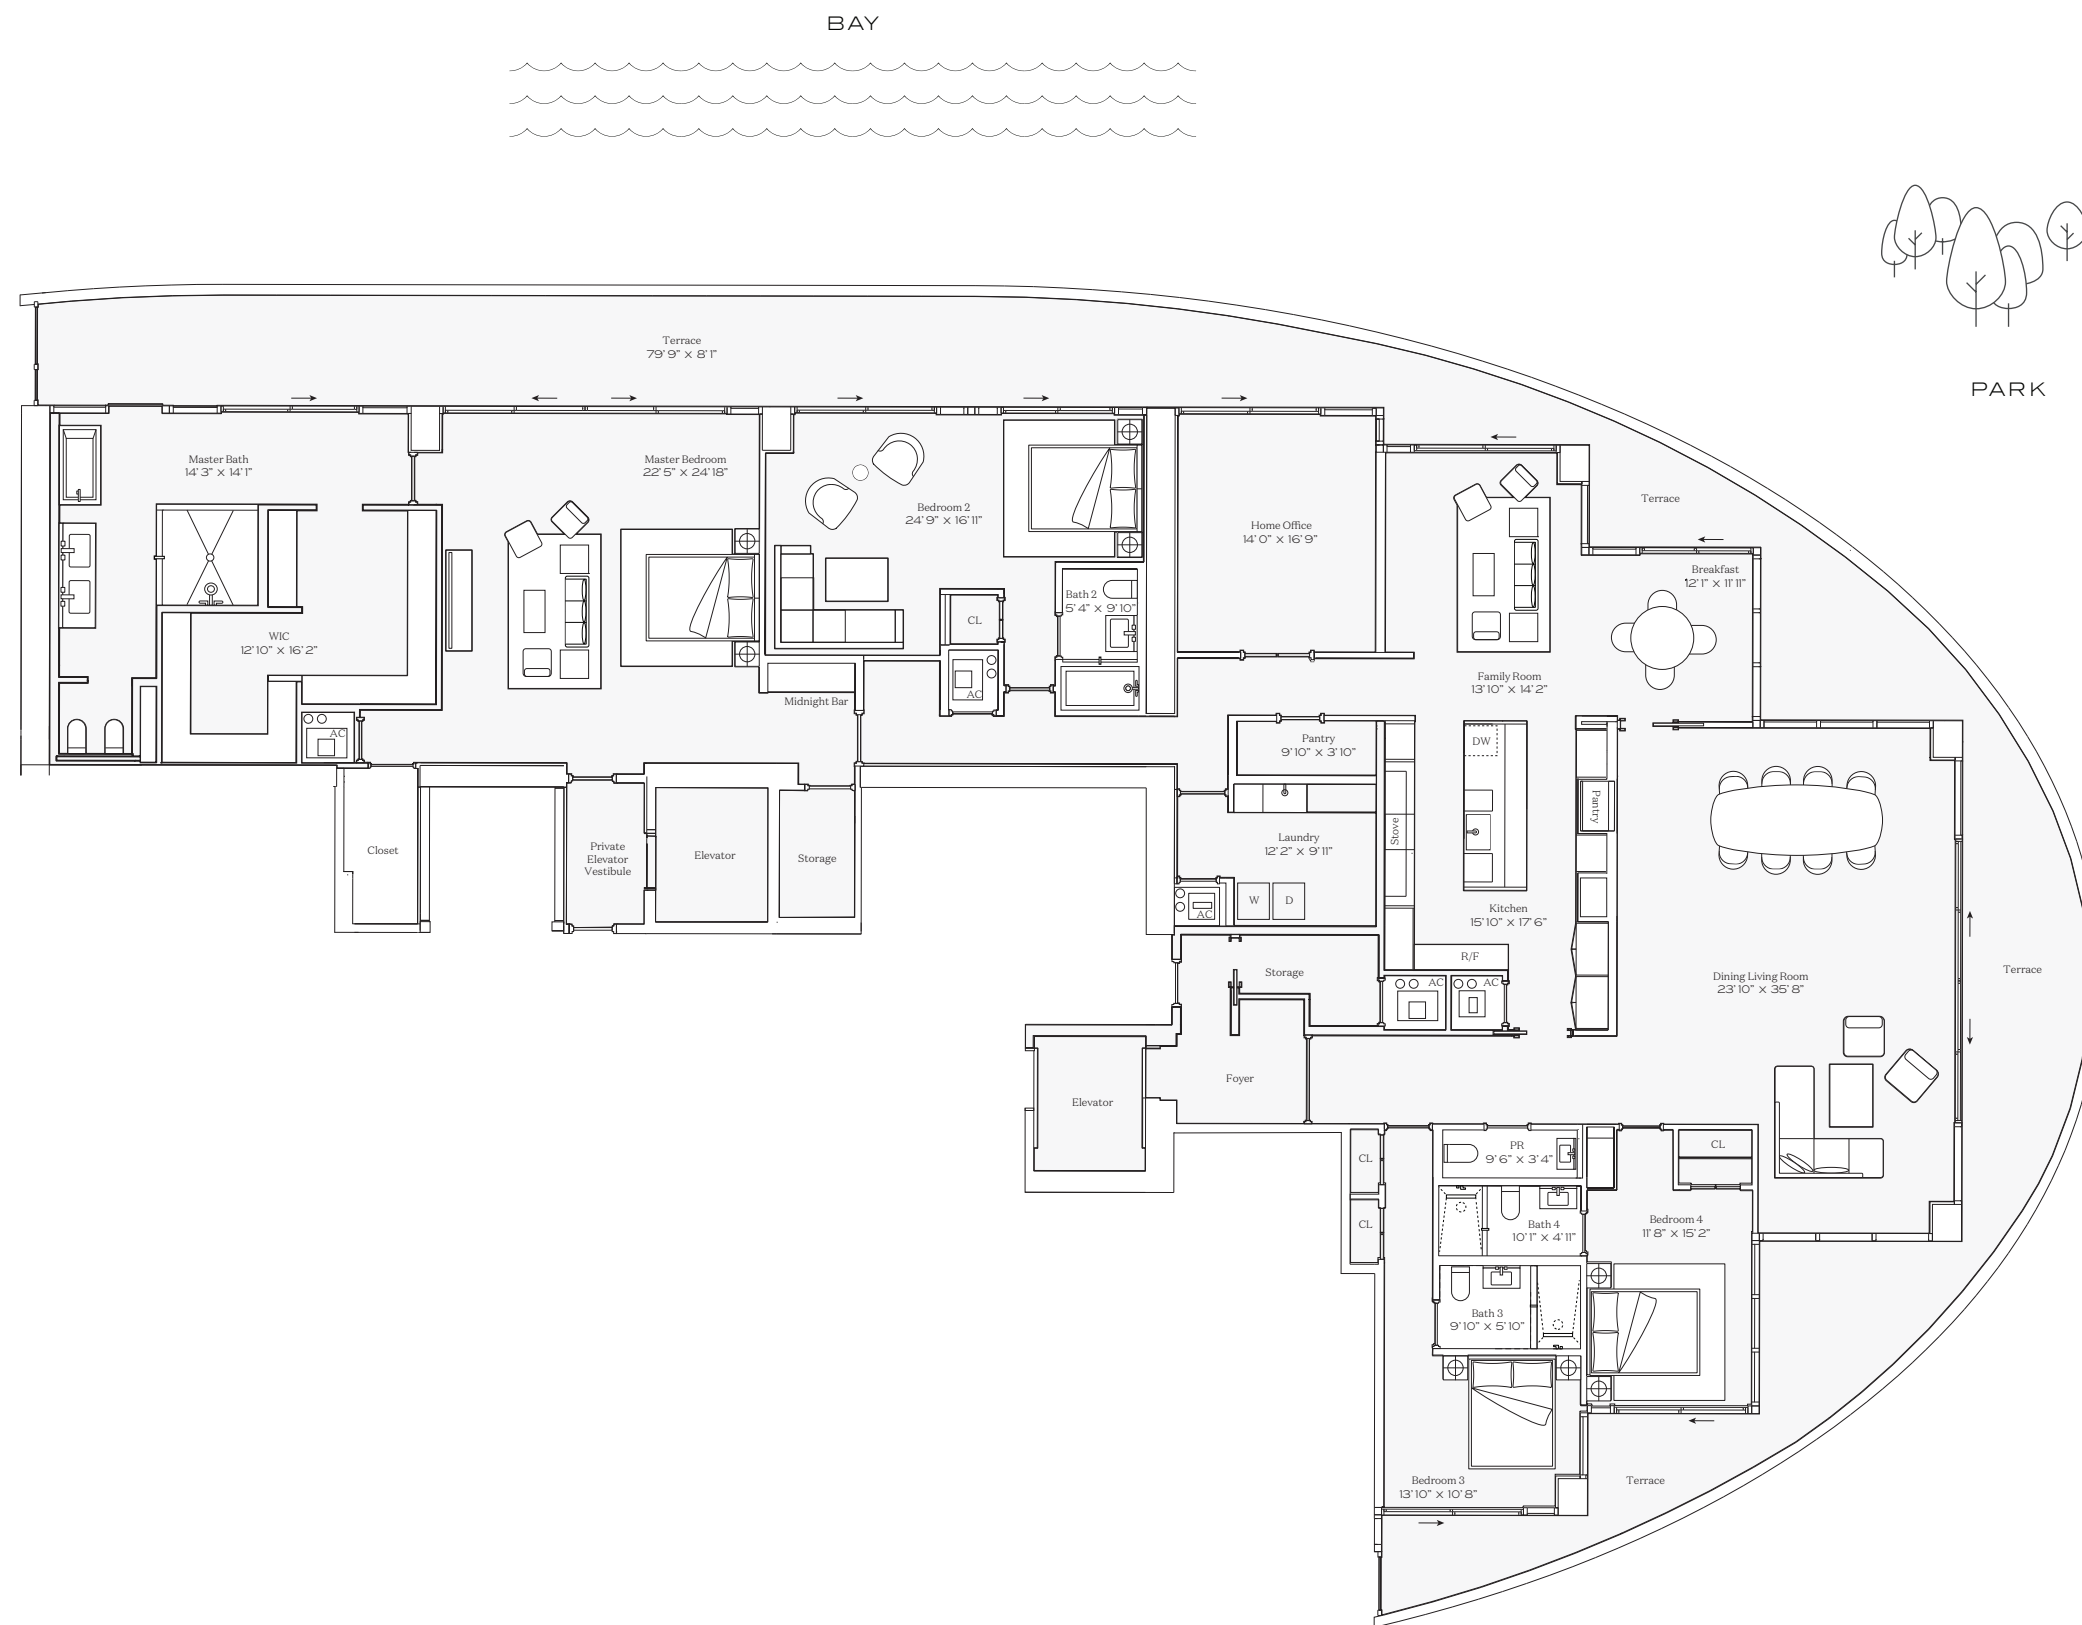 BAY
PARK
Terrace
79' 9" X 8' 1"
Master Bath
14' 3" X 14' 1"
Master Bedroom
22' 5" X 24' 18"
Bedroom 2
24' 9" X 16' 11"
Home Office
14' 0" X 16' 9"
Terrace
Breakfast
12' 1" X 11' 11"
Bath 2
5' 4" X 9' 10"
CL
WIC
12' 10" X 16' 2"
Family Room
13' 10" X 14' 2"
AC
Midnight Bar
AC
Pantry
9' 10" X 3' 10"
DW
Pantry
Stove
Laundry
12' 2" X 9' 11"
Closet
Private
Elevator
Vestibule
Elevator
Storage
W
D
AC
Kitchen
15' 10" X 17' 6"
R/F
Storage
AC
AC
Dining Living Room
23' 10" X 35' 8"
Terrace
Foyer
Elevator
CL
PR
9' 6" X 3' 4"
CL
CL
Bath 4
10' 1" X 4' 11"
Bedroom 4
11' 8" X 15' 2"
Bath 3
9' 10" X 5' 10"
Bedroom 3
13' 10" X 10' 8"
Terrace